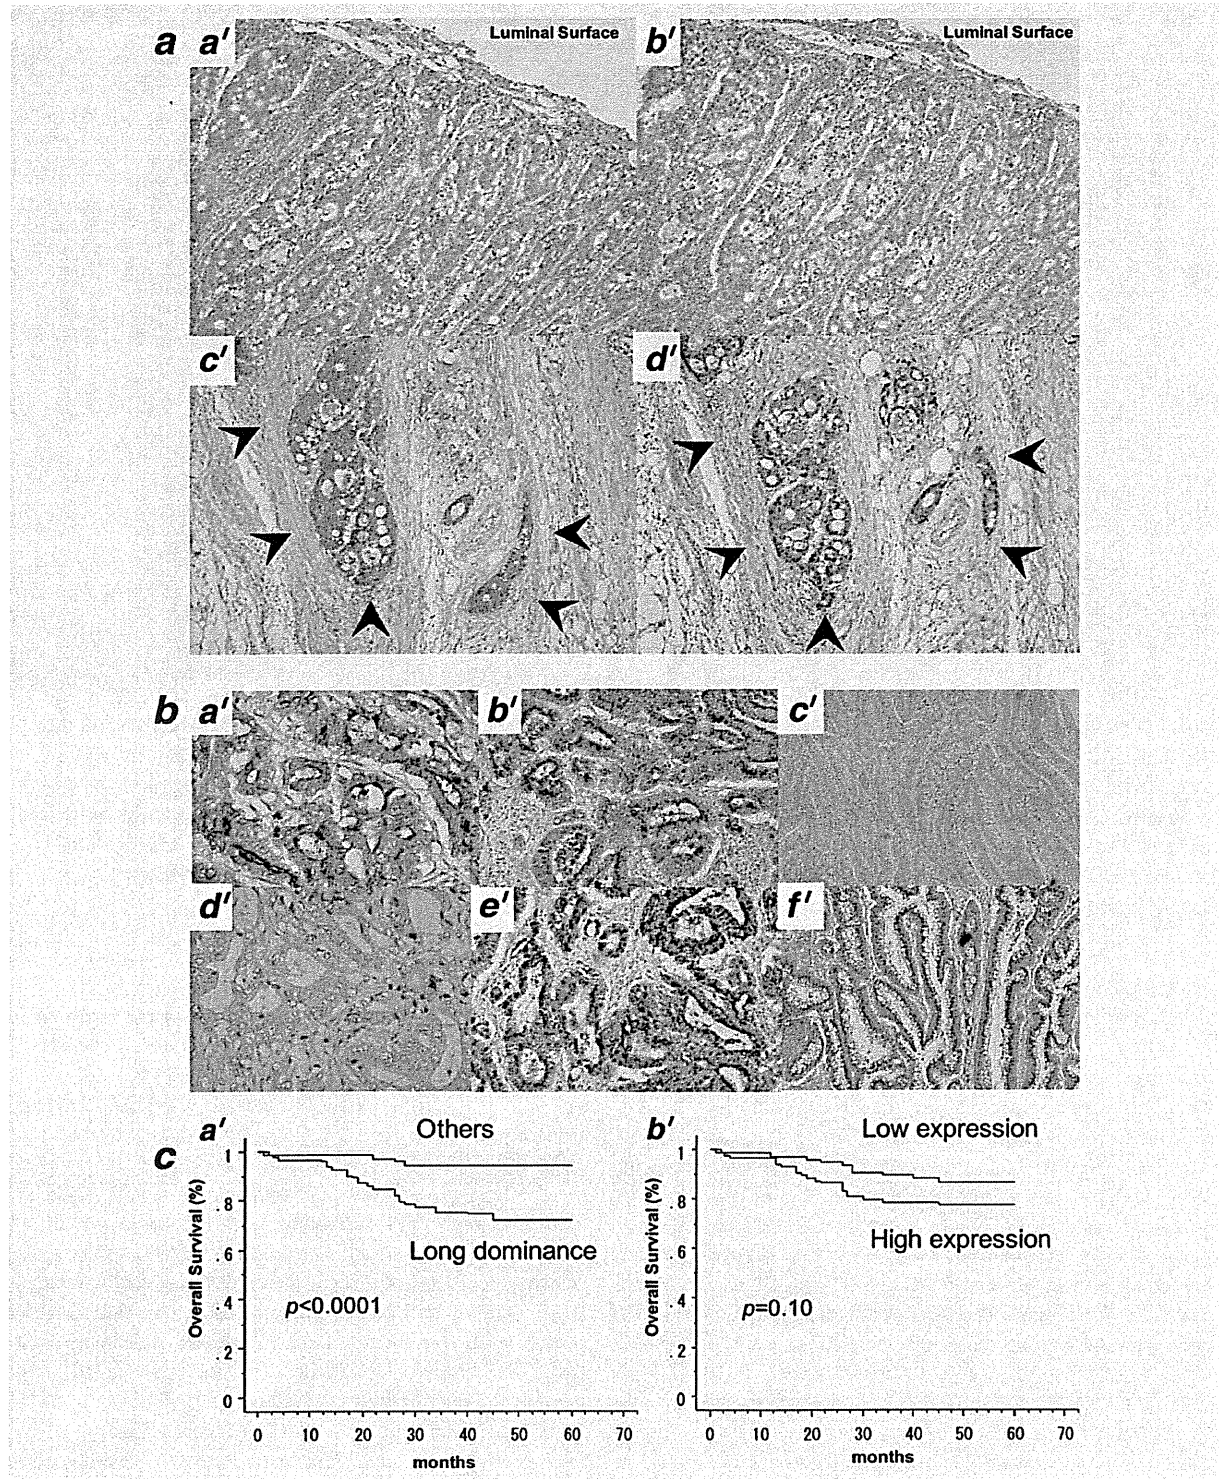 a a′ Luminal Surface b′ Luminal Surface
c′ d′
b a′ b′ c′
d′ e′ f′
c a′ Others b′ Low expression
1 1
.8 .8
Overall Survival (%) Overall Survival (%)
.6 .6
Long dominance High expression
.4 .4
p<0.0001 p=0.10
.2 .2
0 0
0 10 20 30 40 50 60 70 0 10 20 30 40 50 60 70
months months